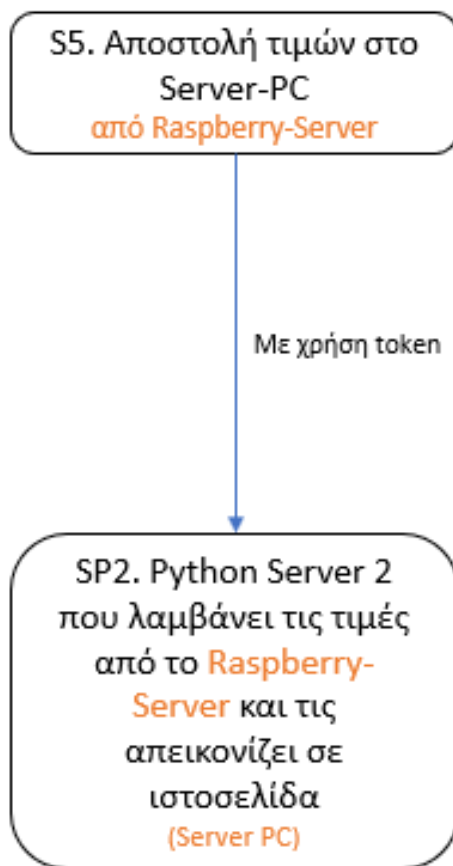 S5. Αποστολή τιμών στο
Server-PC
από Raspberry-Server
Με χρήση token
SP2. Python Server 2
που λαμβάνει τις τιμές
από το Raspberry-
Server και τις
απεικονίζει σε
ιστοσελίδα
(Server PC)